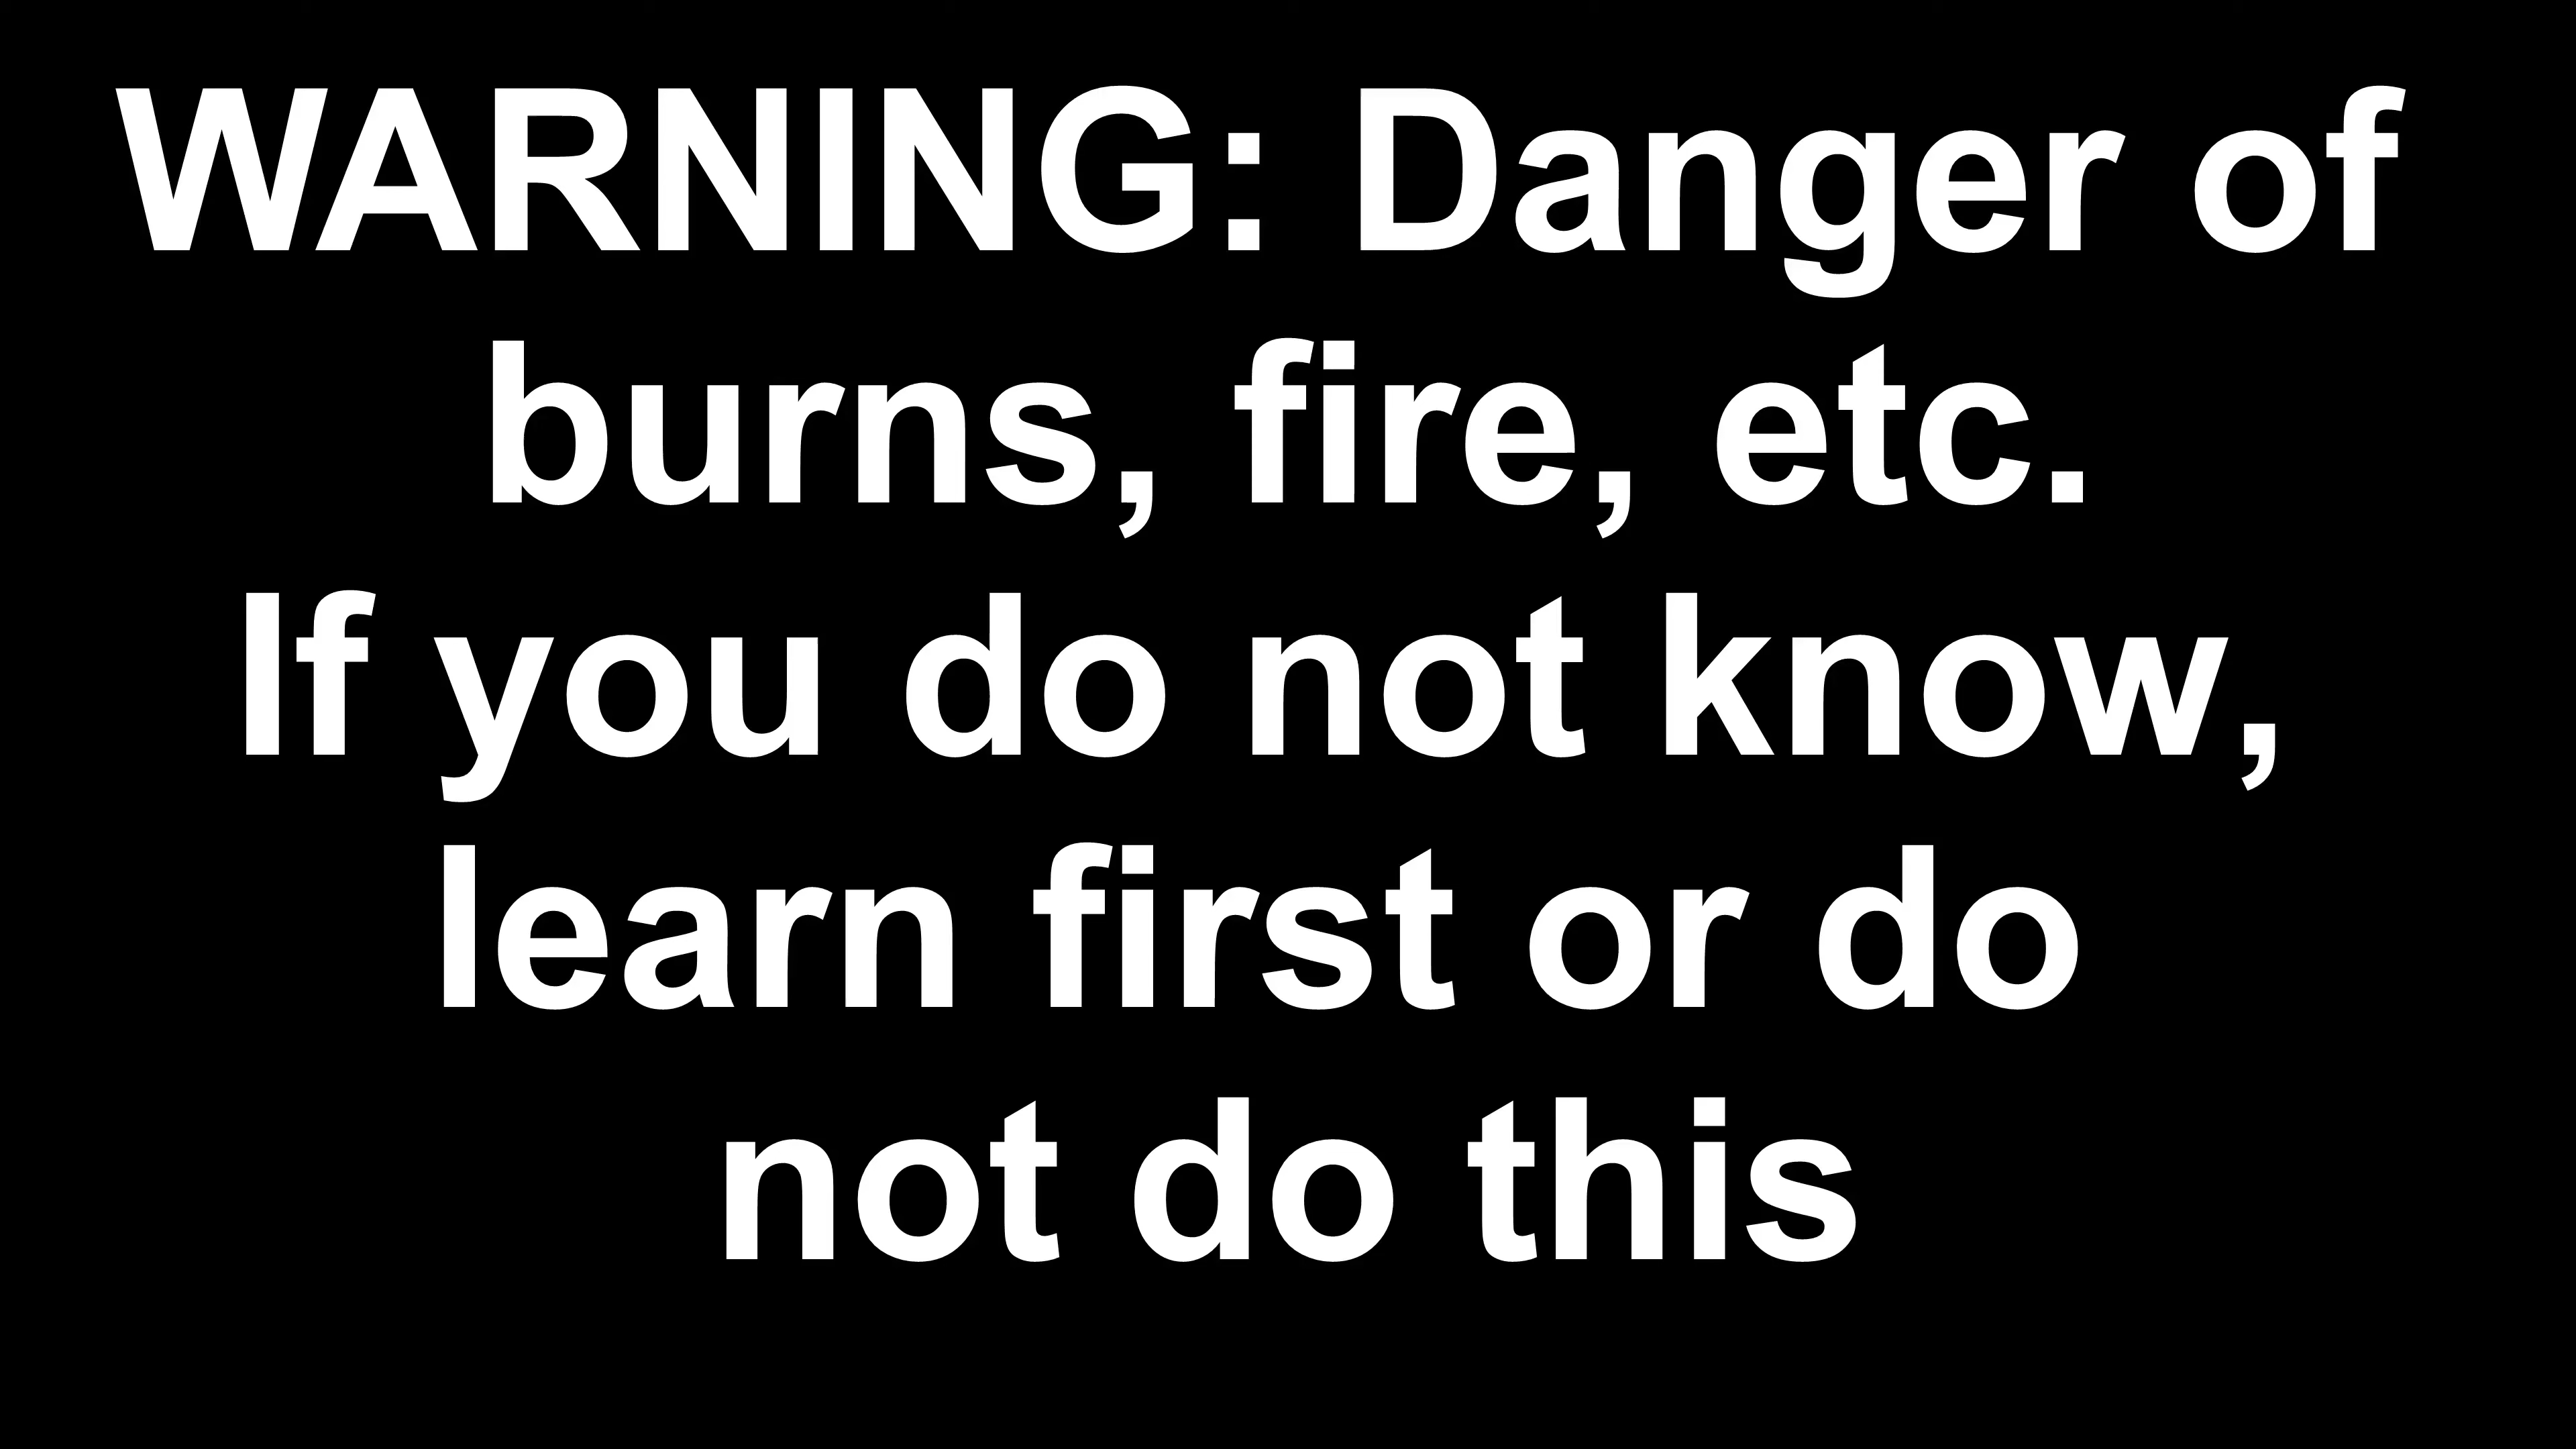 WARNING: Danger of
burns, fire, etc.
If you do not know,
learn first or do
not do this